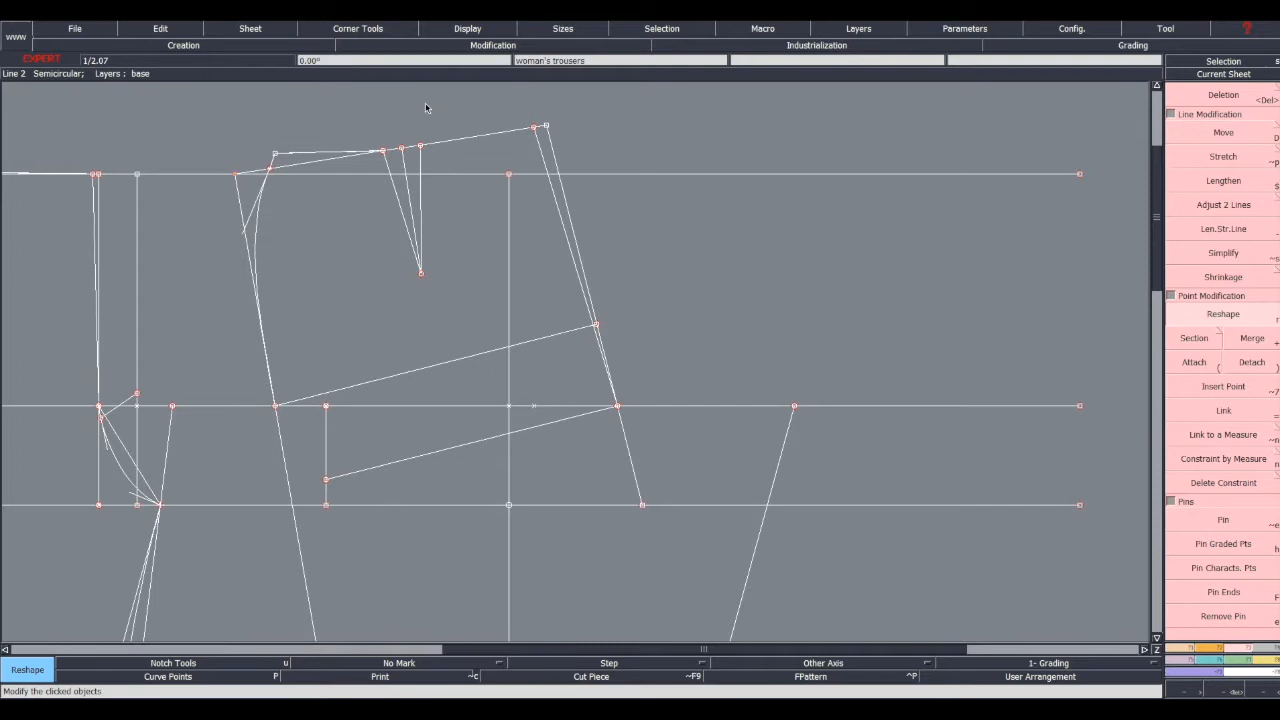 www File Edit Sheet Corner Tools Display Sizes Selection Macro Layers Parameters Config. Tool ?
Creation Modification Industrialization Grading
EXPERT 1/2.07 0.00° woman's trousers
Line 2 Semicircular; Layers : base
Selection s
Current Sheet
Deletion <Del>
Line Modification
Move D
Stretch ~p
Lengthen s
Adjust 2 Lines
Len.Str.Line -
Simplify ~s
Shrinkage
Point Modification
Reshape r
Section Merge +
Attach ( Detach )
Insert Point ~7
Link =
Link to a Measure ~n
Constraint by Measure n
Delete Constraint
Pins
Pin ~e
Pin Graded Pts h
Pin Characts. Pts
Pin Ends F
Remove Pin e
Z
Reshape Notch Tools u No Mark Step Other Axis 1- Grading
Curve Points P Print ~c Cut Piece ~F9 FPattern ^P User Arrangement
Modify the clicked objects